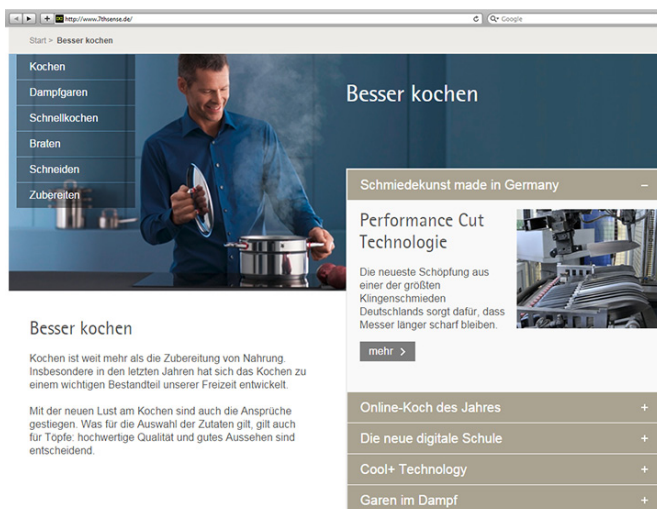 http://www.7thsense.de/
Google
Start > Besser kochen
Kochen
Dampfgaren
Schnellkochen
Braten
Schneiden
Zubereiten
Besser kochen
Schmiedekunst made in Germany
Performance Cut
Technologie
Die neueste Schöpfung aus
einer der größten
Klingenschmieden
Deutschlands sorgt dafür, dass
Messer länger scharf bleiben.
mehr >
Besser kochen
Kochen ist weit mehr als die Zubereitung von Nahrung.
Insbesondere in den letzten Jahren hat sich das Kochen zu
einem wichtigen Bestandteil unserer Freizeit entwickelt.
Mit der neuen Lust am Kochen sind auch die Ansprüche
gestiegen. Was für die Auswahl der Zutaten gilt, gilt auch
für Töpfe: hochwertige Qualität und gutes Aussehen sind
entscheidend.
Online-Koch des Jahres
Die neue digitale Schule
Cool+ Technology
Garen im Dampf